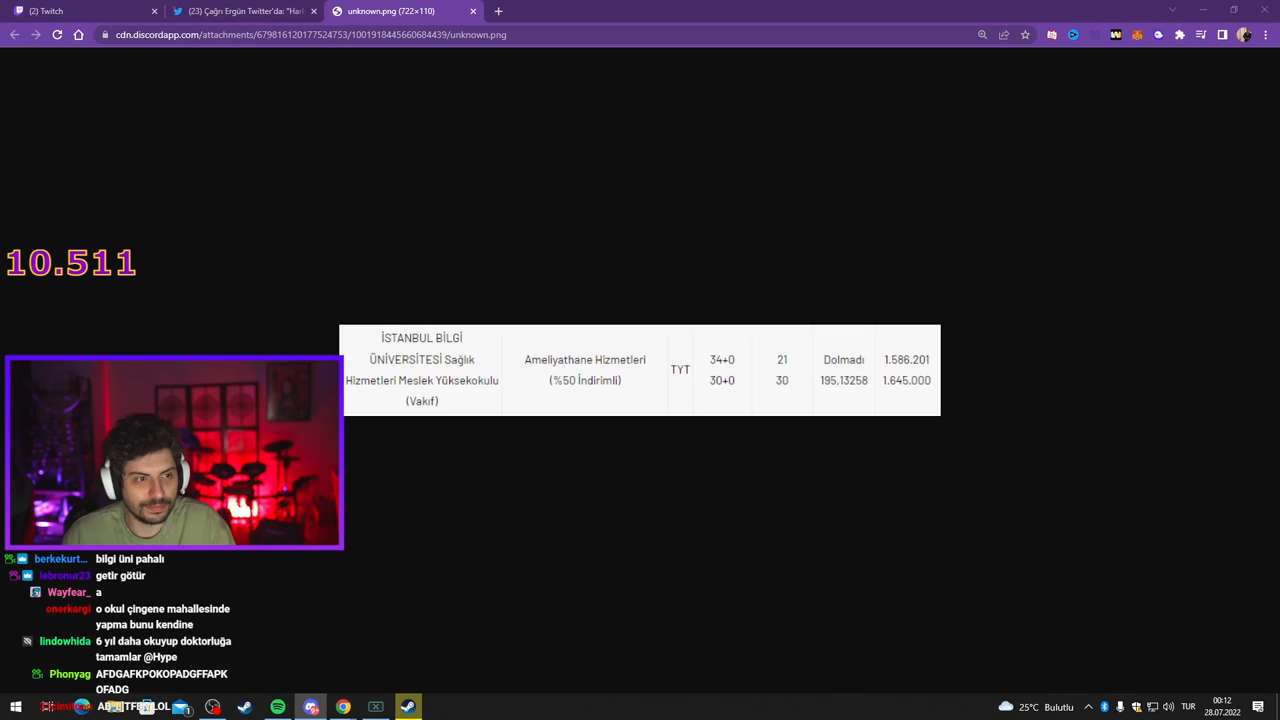 (2) Twitch
(23) Çağrı Ergün Twitter'da: "Harl
unknown.png (722×110)
cdn.discordapp.com/attachments/679816120177524753/1001918445660684439/unknown.png
10.511
İSTANBUL BİLGİ
ÜNİVERSİTESİ Sağlık
Hizmetleri Meslek Yüksekokulu
(Vakıf)
Ameliyathane Hizmetleri
(%50 İndirimli)
TYT
34+0
30+0
21
30
Dolmadı
195,13258
1.586.201
1.645.000
berkekurt... bilgi üni pahalı
lebronur23 getir götür
Wayfear_ a
onerkargi o okul çingene mahallesinde
yapma bunu kendine
lindowhida 6 yıl daha okuyup doktorluğa
tamamlar @Hype
Phonyag AFDGAFKPOKOPADGFFAPK
OFADG
25°C Bulutlu
TUR
00:12
28.07.2022